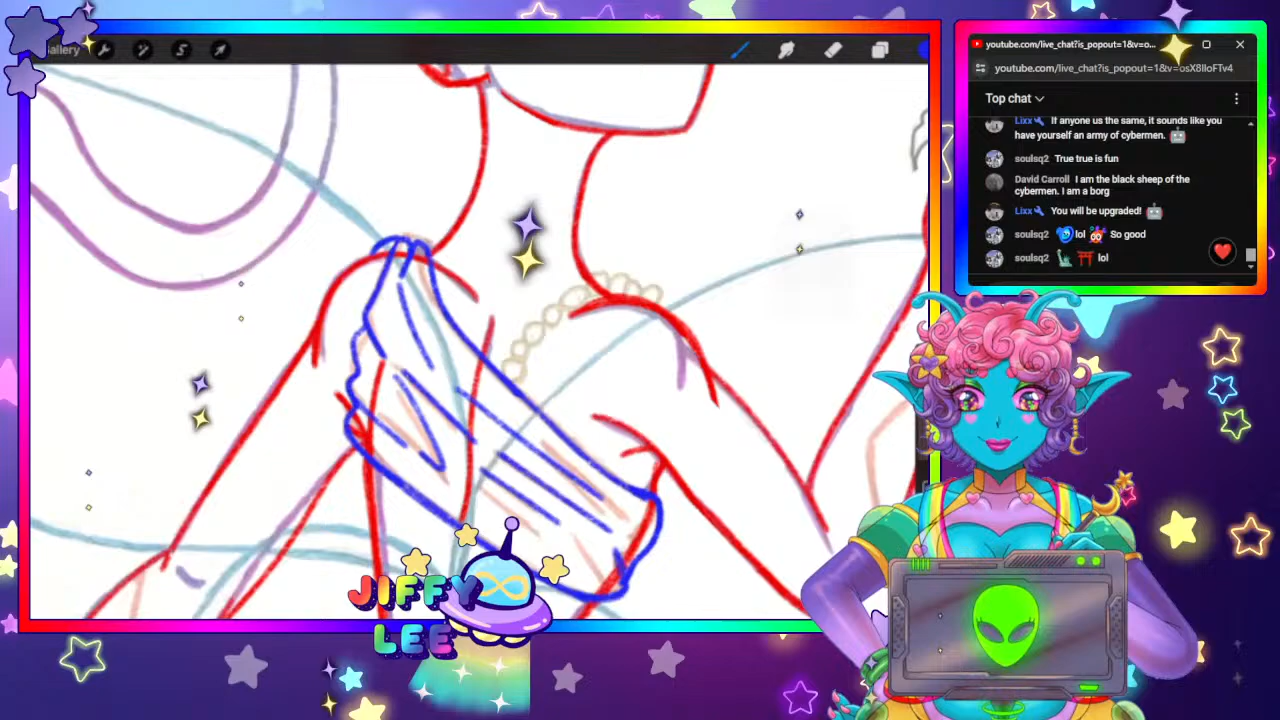 allery
youtube.com/live_chat?is_popout=1&v=o...
youtube.com/live_chat?is_popout=1&v=osX8lloFTv4
Top chat
Lixx If anyone us the same, it sounds like you
have yourself an army of cybermen.
soulsq2 True true is fun
David Carroll I am the black sheep of the
cybermen. I am a borg
Lixx You will be upgraded!
soulsq2 lol So good
soulsq2 lol
JIFFY
LEE